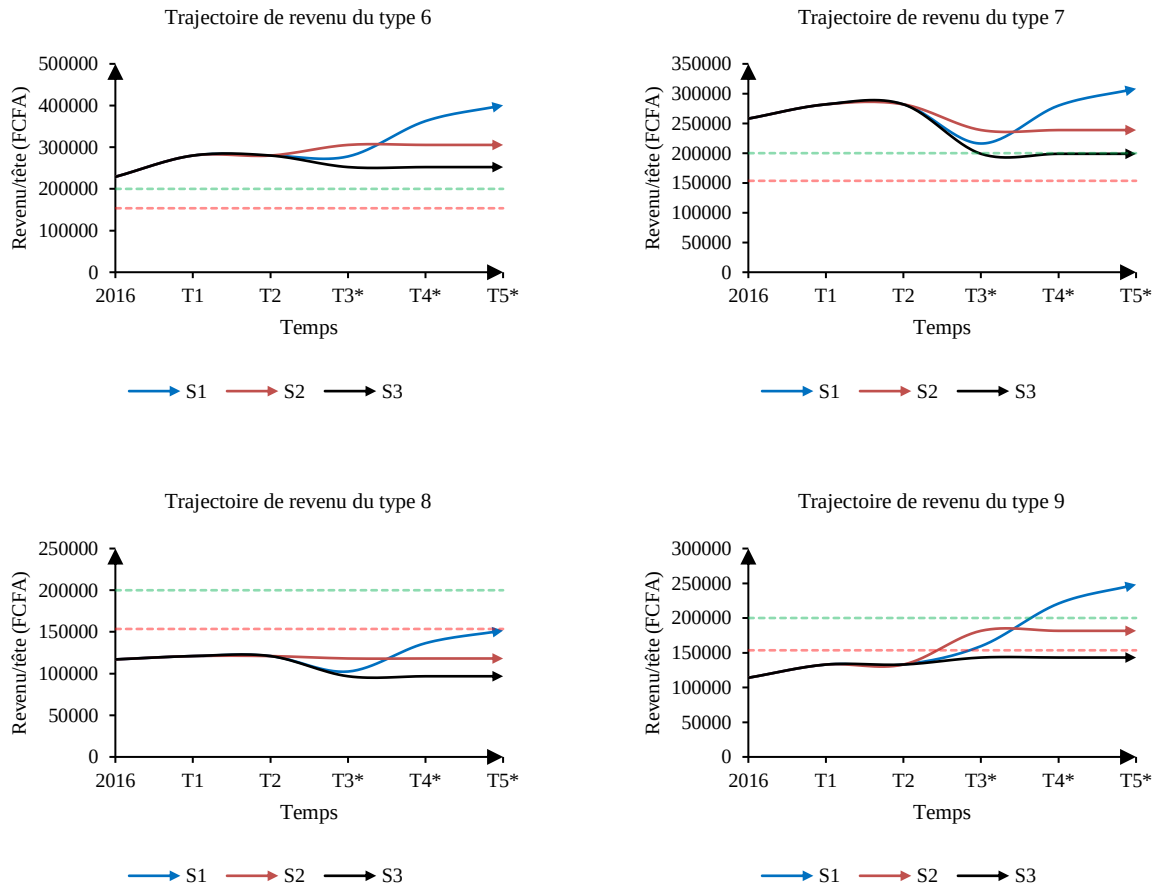 Trajectoire de revenu du type 6
Revenu/tête (FCFA)
500000
400000
300000
200000
100000
0
2016 T1 T2 T3* T4* T5*
Temps
S1 S2 S3
Trajectoire de revenu du type 7
Revenu/tête (FCFA)
350000
300000
250000
200000
150000
100000
50000
0
2016 T1 T2 T3* T4* T5*
Temps
S1 S2 S3
Trajectoire de revenu du type 8
Revenu/tête (FCFA)
250000
200000
150000
100000
50000
0
2016 T1 T2 T3* T4* T5*
Temps
S1 S2 S3
Trajectoire de revenu du type 9
Revenu/tête (FCFA)
300000
250000
200000
150000
100000
50000
0
2016 T1 T2 T3* T4* T5*
Temps
S1 S2 S3